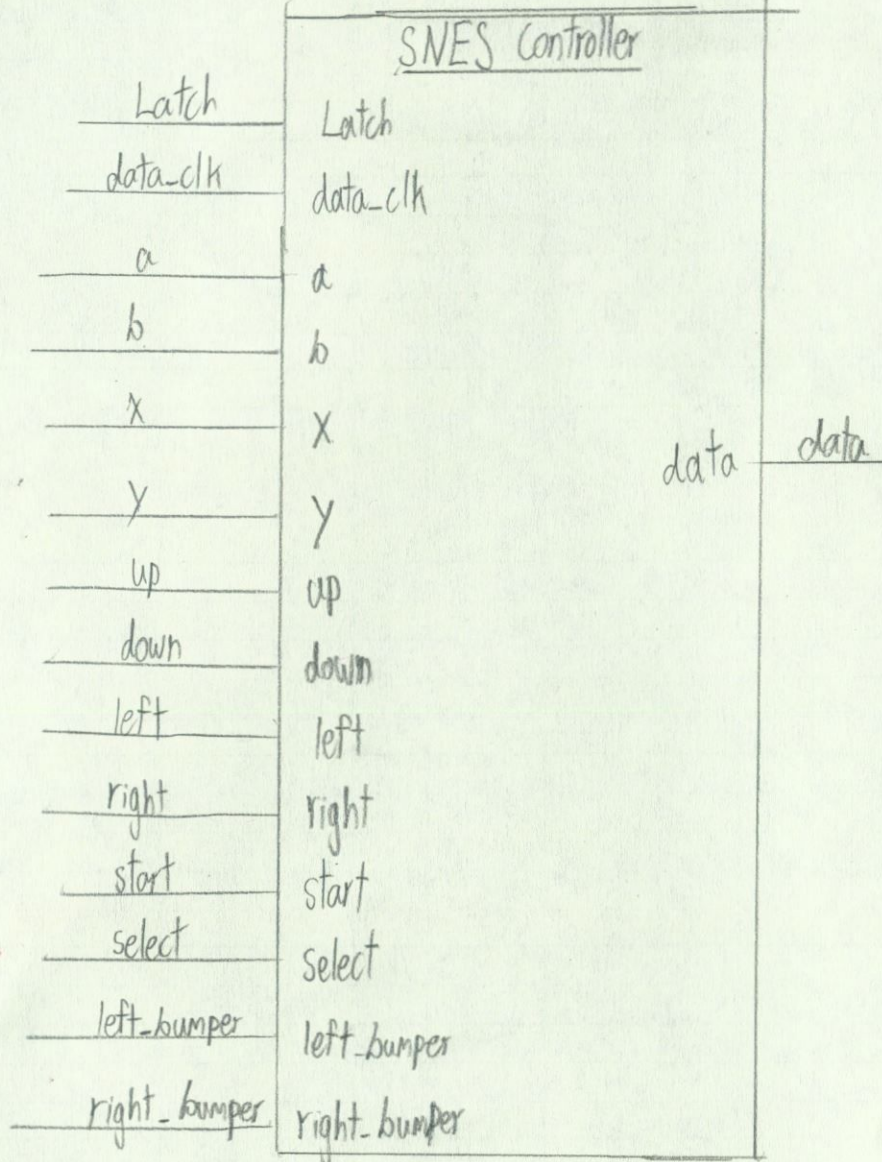 SNES Controller
Latch Latch
data_clk data_clk
a a
b b
x X
y y
data data
up up
down down
left left
right right
start start
select select
left_bumper left_bumper
right_bumper right_bumper